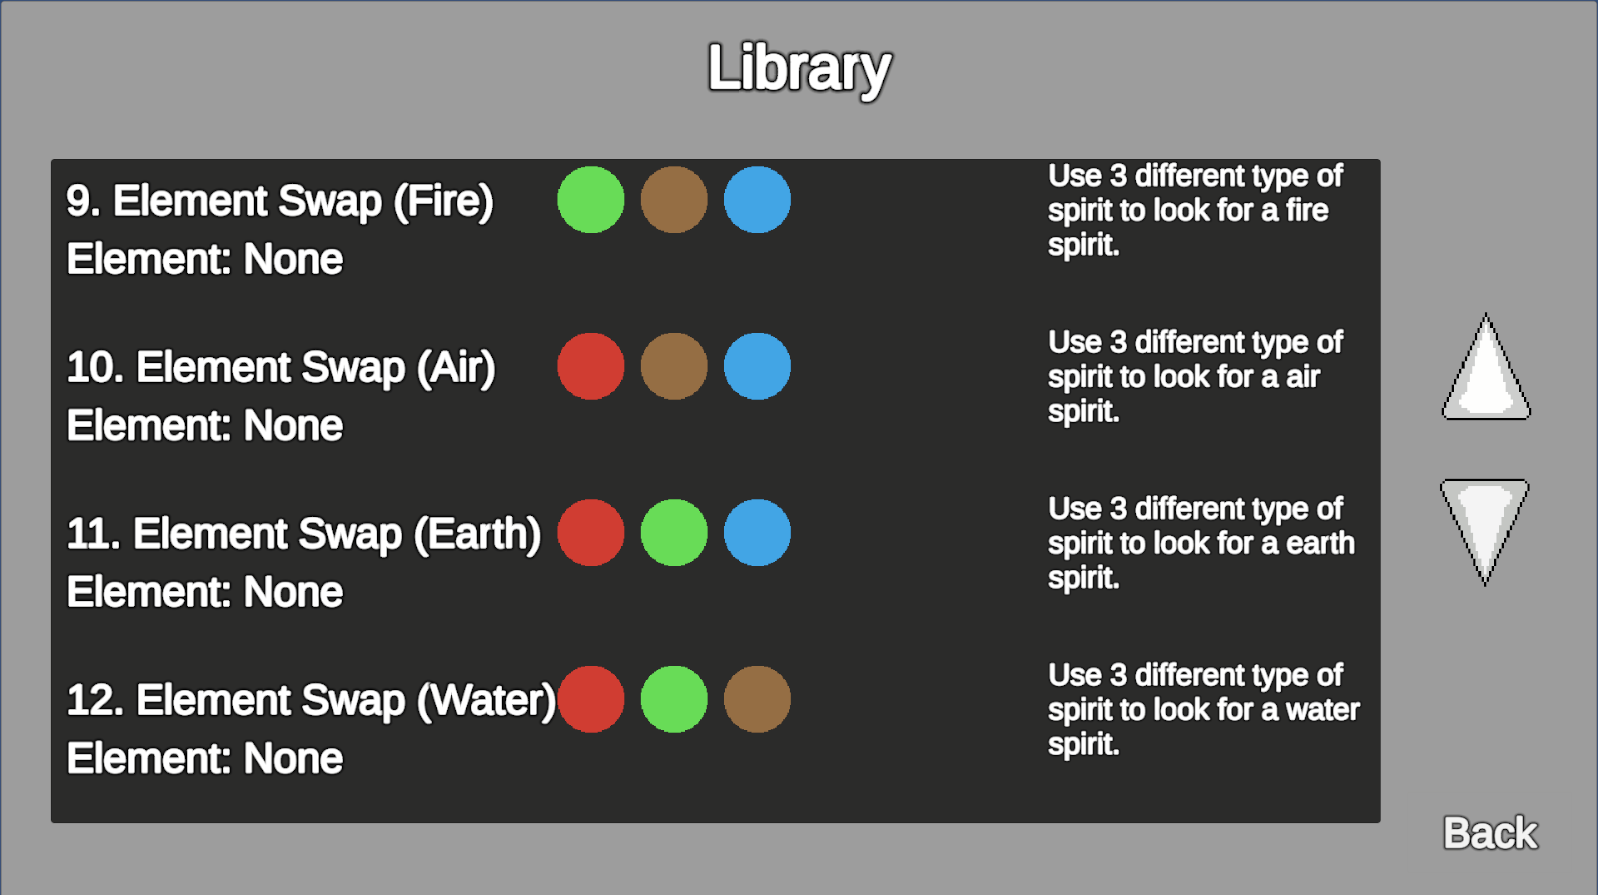 Library
9. Element Swap (Fire)
Element: None
Use 3 different type of
spirit to look for a fire
spirit.
10. Element Swap (Air)
Element: None
Use 3 different type of
spirit to look for a air
spirit.
11. Element Swap (Earth)
Element: None
Use 3 different type of
spirit to look for a earth
spirit.
12. Element Swap (Water)
Element: None
Use 3 different type of
spirit to look for a water
spirit.
Back